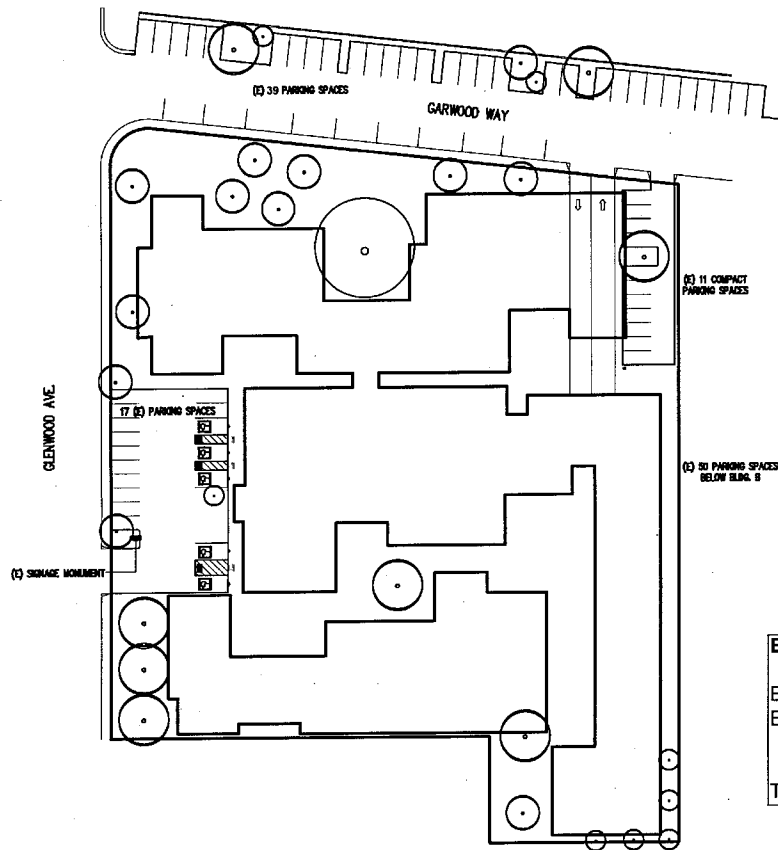 (E) 39 PARKING SPACES
GARWOOD WAY
(E) 11 COMPACT
PARKING SPACES
GLENWOOD AVE.
17 (E) PARKING SPACES
(E) 50 PARKING SPACES
BELOW BLDG. B
(E) SIGNAGE MONUMENT
E
E
E
T